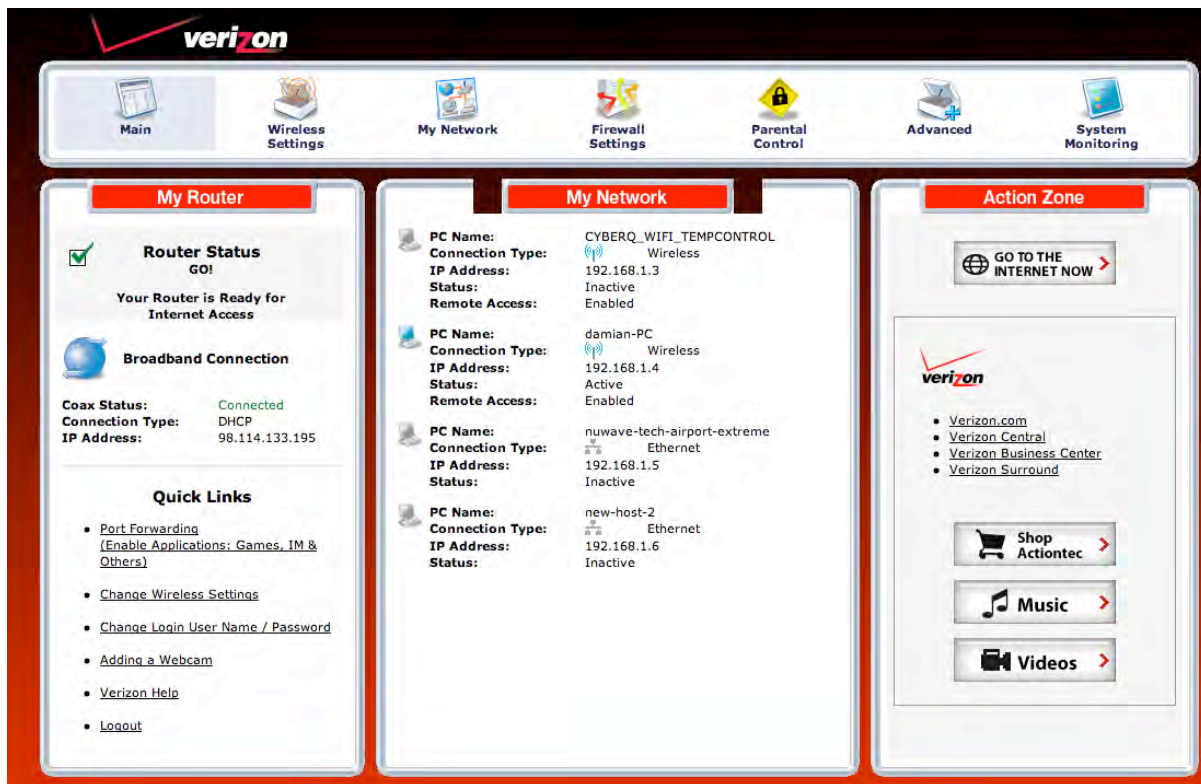 verizon
Main
Wireless
Settings
My Network
Firewall
Settings
Parental
Control
Advanced
System
Monitoring
My Router
Router Status
GO!
Your Router is Ready for
Internet Access
Broadband Connection
Coax Status: Connected
Connection Type: DHCP
IP Address: 98.114.133.195
Quick Links
Port Forwarding
(Enable Applications: Games, IM &
Others)
Change Wireless Settings
Change Login User Name / Password
Adding a Webcam
Verizon Help
Logout
My Network
PC Name: CYBERQ_WIFI_TEMPCONTROL
Connection Type: Wireless
IP Address: 192.168.1.3
Status: Inactive
Remote Access: Enabled
PC Name: damian-PC
Connection Type: Wireless
IP Address: 192.168.1.4
Status: Active
Remote Access: Enabled
PC Name: nuwave-tech-airport-extreme
Connection Type: Ethernet
IP Address: 192.168.1.5
Status: Inactive
PC Name: new-host-2
Connection Type: Ethernet
IP Address: 192.168.1.6
Status: Inactive
Action Zone
GO TO THE
INTERNET NOW
verizon
Verizon.com
Verizon Central
Verizon Business Center
Verizon Surround
Shop
Actiontec
Music
Videos